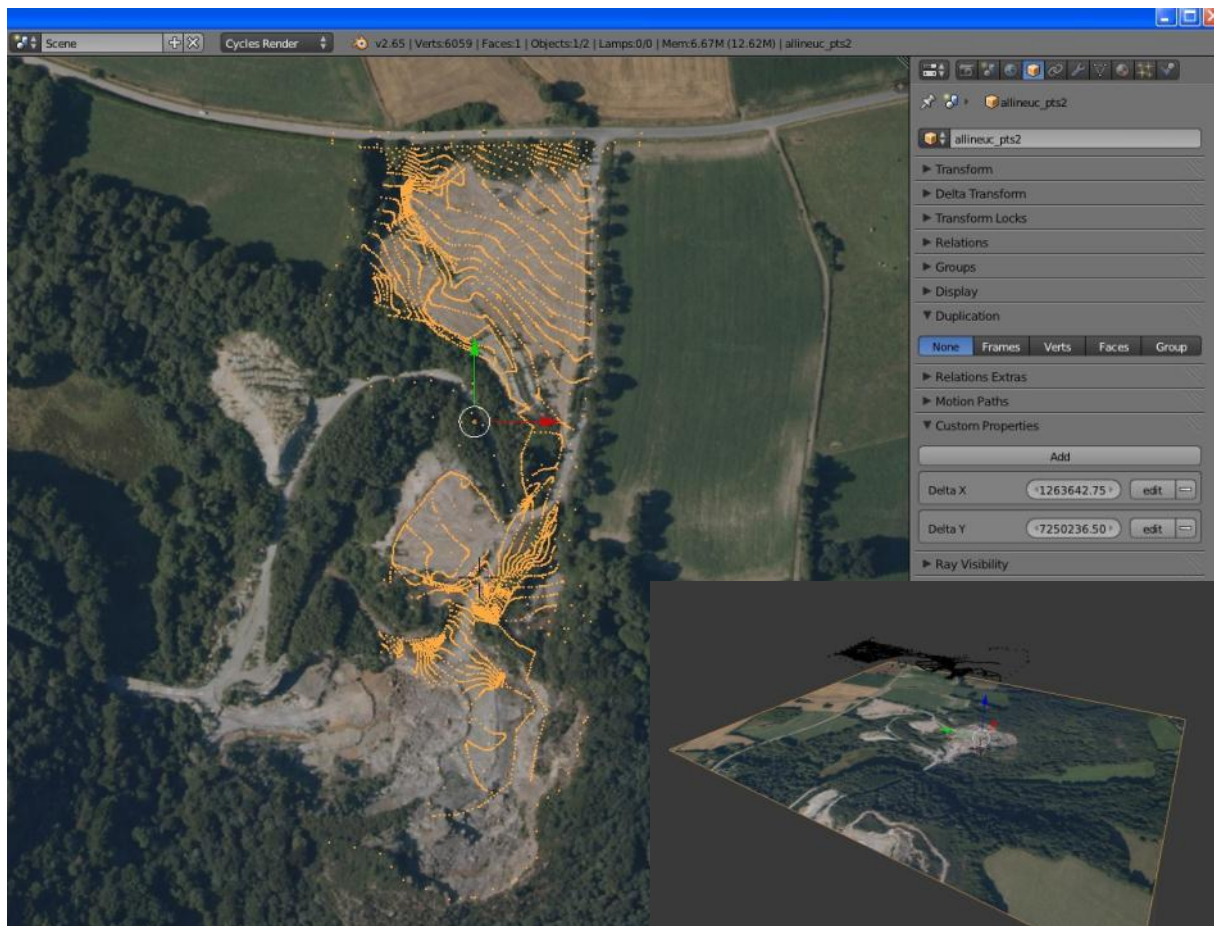 Scene
Cycles Render
v2.65 | Verts:6059 | Faces:1 | Objects:1/2 | Lamps:0/0 | Mem:6.67M (12.62M) | allineuc_pts2
allineuc_pts2
allineuc_pts2
Transform
Delta Transform
Transform Locks
Relations
Groups
Display
Duplication
None Frames Verts Faces Group
Relations Extras
Motion Paths
Custom Properties
Add
Delta X 1263642.75 edit
Delta Y 7250236.50 edit
Ray Visibility